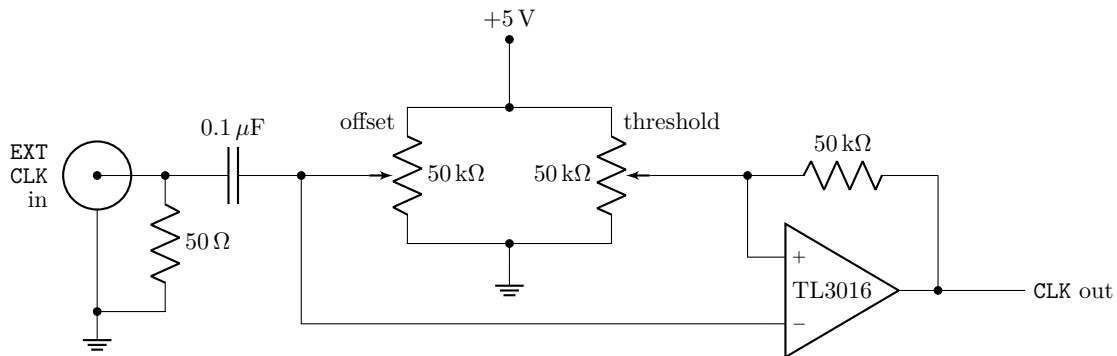 +5 V
offset
threshold
0.1 μF
50 kΩ
50 kΩ
50 kΩ
EXT
CLK
in
50 Ω
+
TL3016
−
CLK out